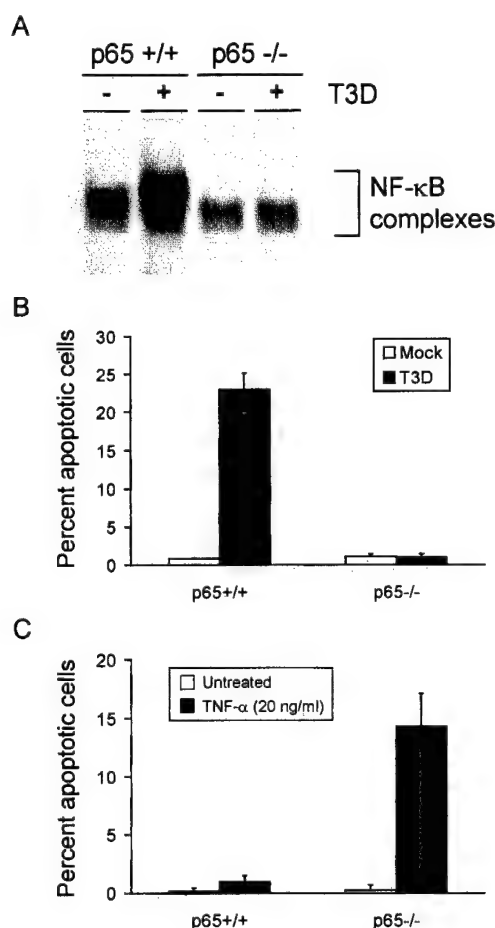 A
p65 +/+ p65 -/-
- + - + T3D
NF-κB
complexes
B
Percent apoptotic cells
30
25
20
15
10
5
0
Mock
T3D
p65+/+ p65-/-
C
Percent apoptotic cells
20
15
10
5
0
Untreated
TNF-α (20 ng/ml)
p65+/+ p65-/-